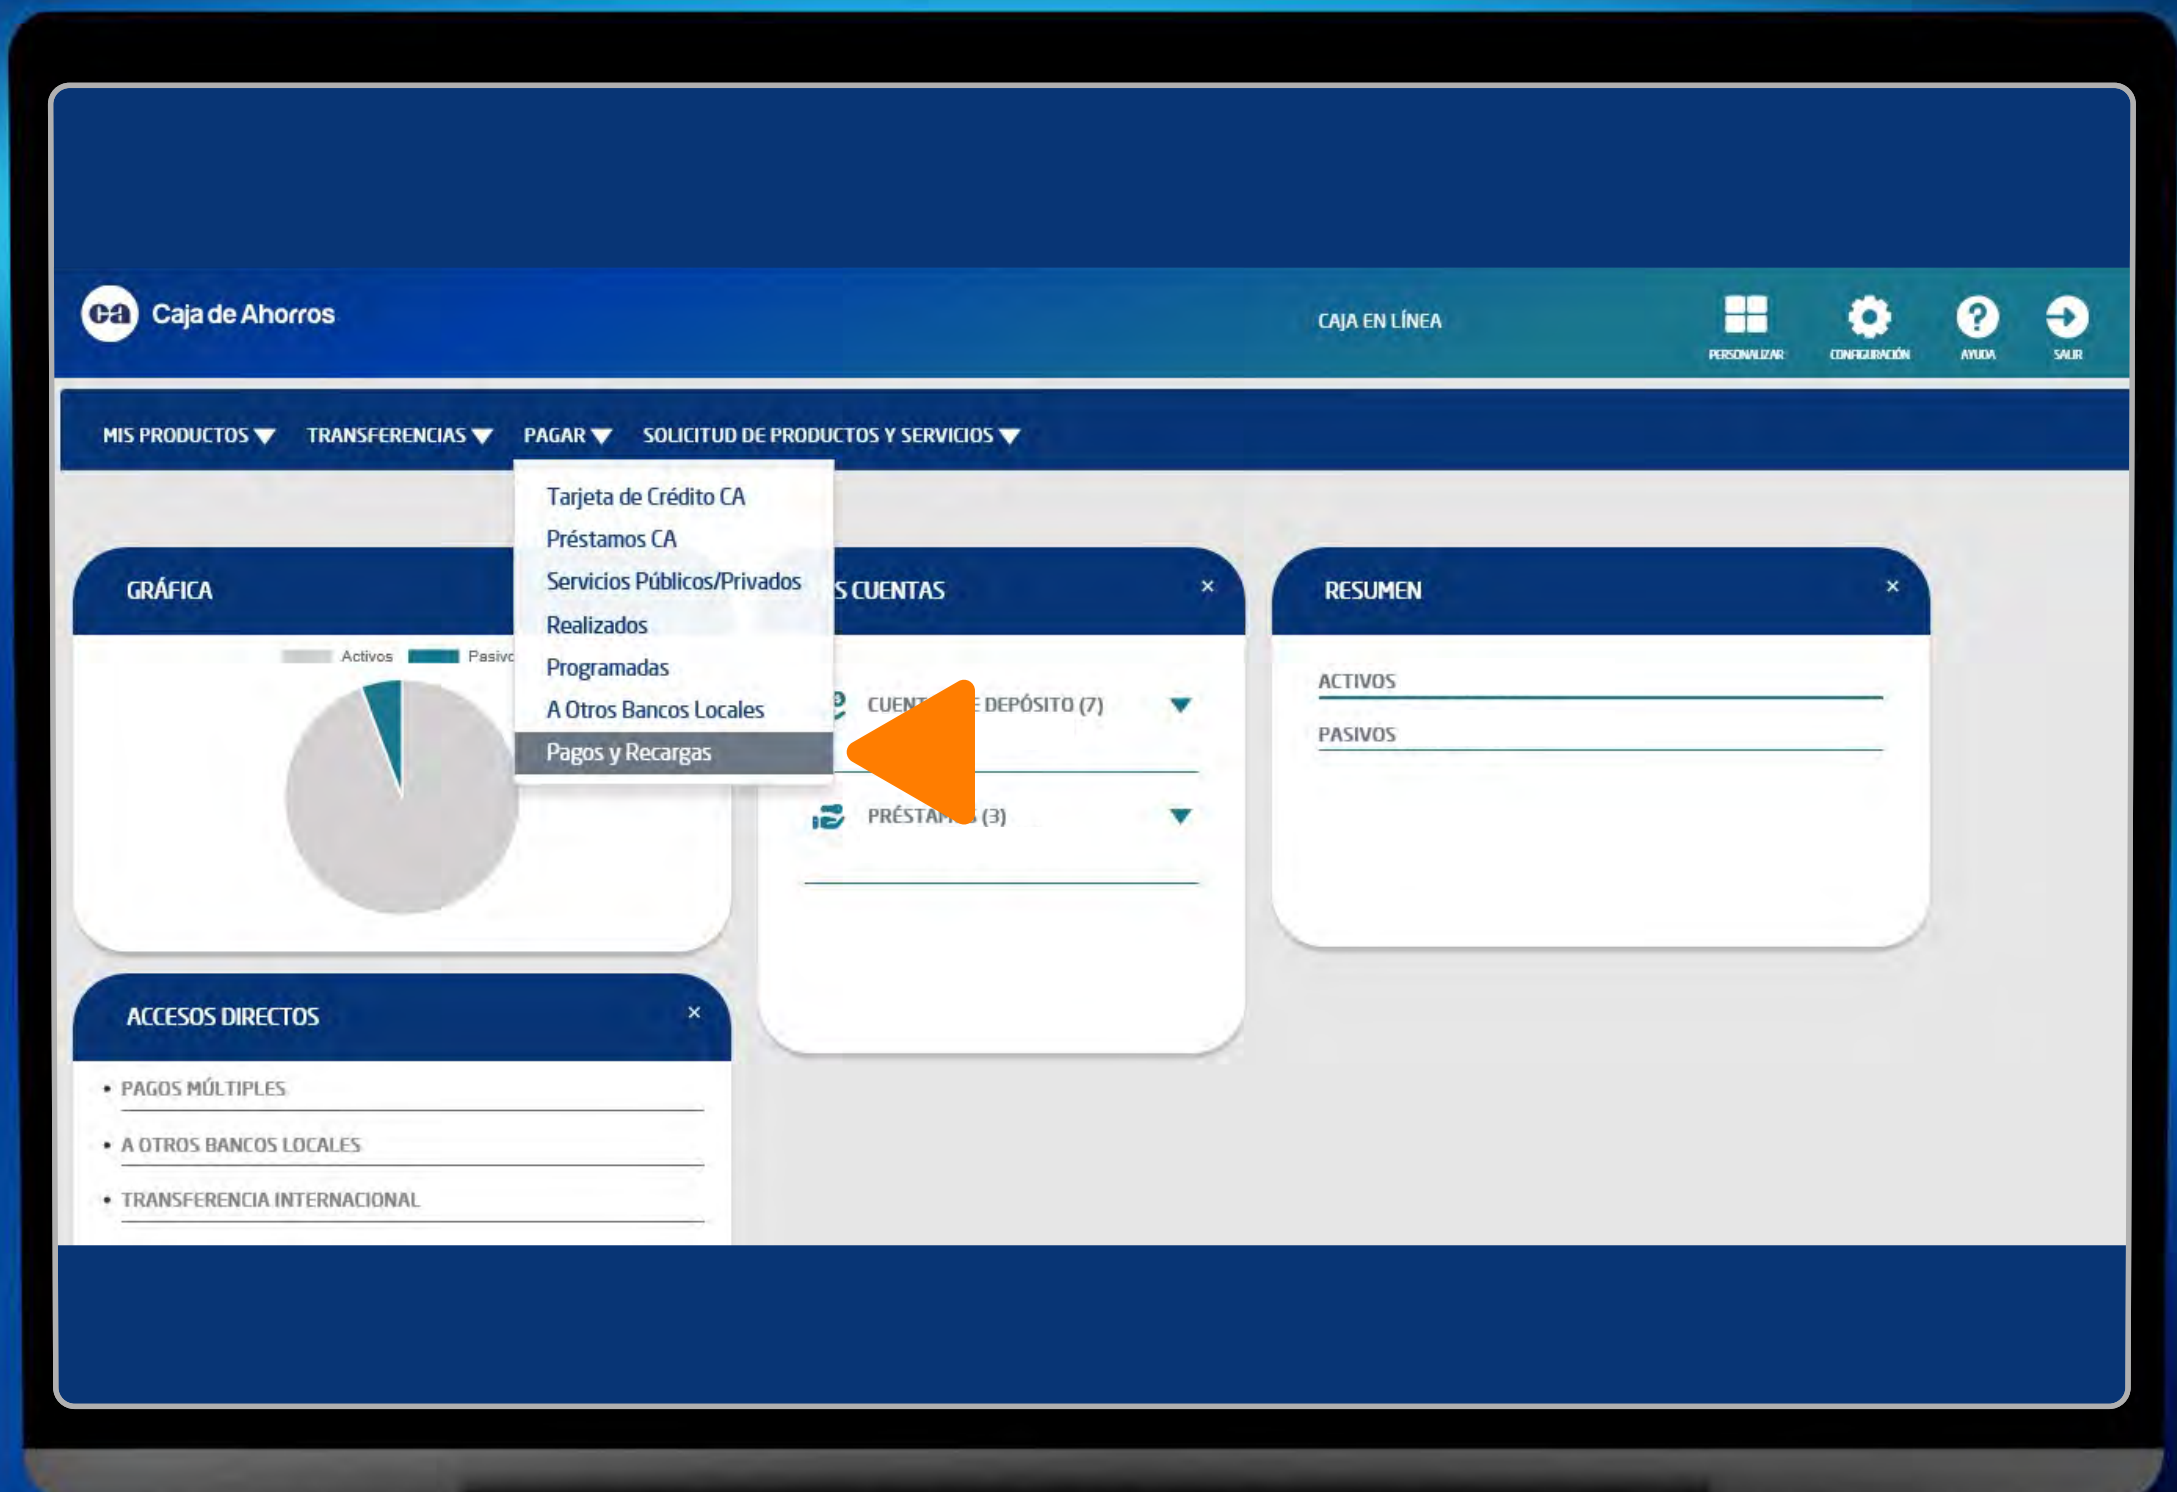 ca Caja de Ahorros
CAJA EN LÍNEA
PERSONALIZAR
CONFIGURACIÓN
AYUDA
SALIR
MIS PRODUCTOS
TRANSFERENCIAS
PAGAR
SOLICITUD DE PRODUCTOS Y SERVICIOS
Tarjeta de Crédito CA
Préstamos CA
Servicios Públicos/Privados
Realizados
Programadas
A Otros Bancos Locales
Pagos y Recargas
GRÁFICA
Activos
S CUENTAS
DEPÓSITO (7)
(3)
RESUMEN
ACTIVOS
PASIVOS
ACCESOS DIRECTOS
• PAGOS MÚLTIPLES
• A OTROS BANCOS LOCALES
• TRANSFERENCIA INTERNACIONAL